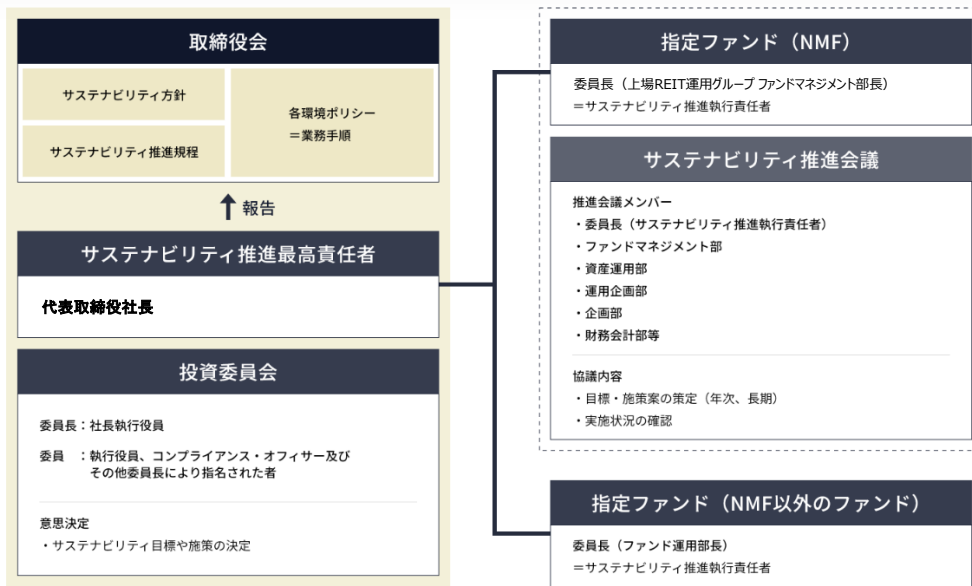 取締役会
サステナビリティ方針
サステナビリティ推進規程
各環境ポリシー
＝業務手順
報告
サステナビリティ推進最高責任者
代表取締役社長
投資委員会
委員長：社長執行役員
委員　：執行役員、コンプライアンス・オフィサー及び
その他委員長により指名された者
意思決定
・サステナビリティ目標や施策の決定
指定ファンド（NMF）
委員長（上場REIT運用グループ ファンドマネジメント部長）
＝サステナビリティ推進執行責任者
サステナビリティ推進会議
推進会議メンバー
・委員長（サステナビリティ推進執行責任者）
・ファンドマネジメント部
・資産運用部
・運用企画部
・企画部
・財務会計部等
協議内容
・目標・施策案の策定（年次、長期）
・実施状況の確認
指定ファンド（NMF以外のファンド）
委員長（ファンド運用部長）
＝サステナビリティ推進執行責任者